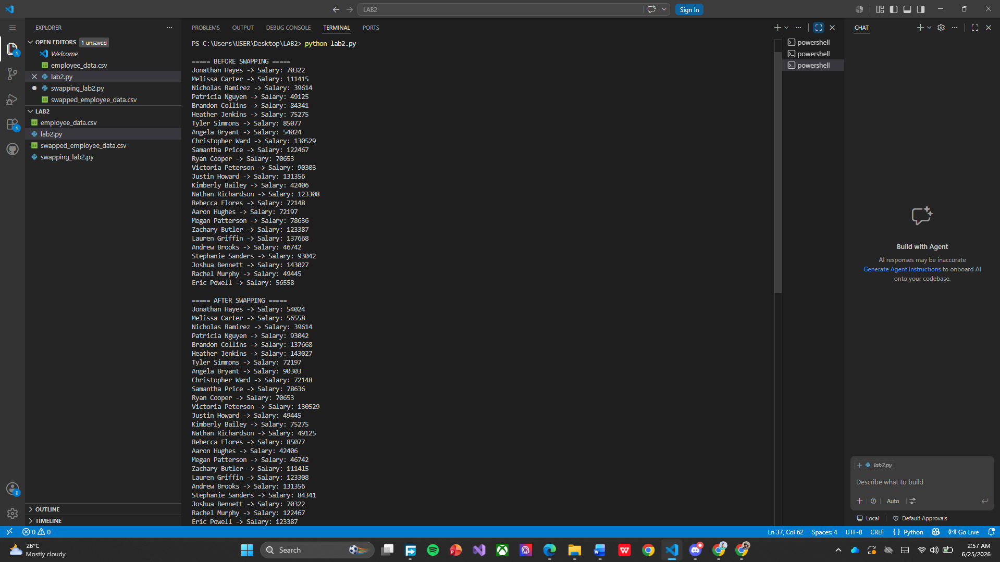 LAB2
Sign In
EXPLORER
OPEN EDITORS 1 unsaved
Welcome
employee_data.csv
lab2.py
swapping_lab2.py
swapped_employee_data.csv
LAB2
employee_data.csv
lab2.py
swapped_employee_data.csv
swapping_lab2.py
OUTLINE
TIMELINE
1
1
1
PROBLEMS OUTPUT DEBUG CONSOLE TERMINAL PORTS
PS C:\Users\USER\Desktop\LAB2> python lab2.py
===== BEFORE SWAPPING =====
Jonathan Hayes -> Salary: 70322
Melissa Carter -> Salary: 111415
Nicholas Ramirez -> Salary: 39614
Patricia Nguyen -> Salary: 49125
Brandon Collins -> Salary: 84341
Heather Jenkins -> Salary: 75275
Tyler Simmons -> Salary: 85077
Angela Bryant -> Salary: 54024
Christopher Ward -> Salary: 130529
Samantha Price -> Salary: 122467
Ryan Cooper -> Salary: 70653
Victoria Peterson -> Salary: 90303
Justin Howard -> Salary: 131356
Kimberly Bailey -> Salary: 42406
Nathan Richardson -> Salary: 123308
Rebecca Flores -> Salary: 72148
Aaron Hughes -> Salary: 72197
Megan Patterson -> Salary: 78636
Zachary Butler -> Salary: 123387
Lauren Griffin -> Salary: 137668
Andrew Brooks -> Salary: 46742
Stephanie Sanders -> Salary: 93042
Joshua Bennett -> Salary: 143027
Rachel Murphy -> Salary: 49445
Eric Powell -> Salary: 56558
===== AFTER SWAPPING =====
Jonathan Hayes -> Salary: 54024
Melissa Carter -> Salary: 56558
Nicholas Ramirez -> Salary: 39614
Patricia Nguyen -> Salary: 93042
Brandon Collins -> Salary: 137668
Heather Jenkins -> Salary: 143027
Tyler Simmons -> Salary: 72197
Angela Bryant -> Salary: 90303
Christopher Ward -> Salary: 72148
Samantha Price -> Salary: 78636
Ryan Cooper -> Salary: 70653
Victoria Peterson -> Salary: 130529
Justin Howard -> Salary: 49445
Kimberly Bailey -> Salary: 75275
Nathan Richardson -> Salary: 49125
Rebecca Flores -> Salary: 85077
Aaron Hughes -> Salary: 42406
Megan Patterson -> Salary: 46742
Zachary Butler -> Salary: 111415
Lauren Griffin -> Salary: 123308
Andrew Brooks -> Salary: 131356
Stephanie Sanders -> Salary: 84341
Joshua Bennett -> Salary: 70322
Rachel Murphy -> Salary: 122467
Eric Powell -> Salary: 123387
powershell
powershell
powershell
CHAT
Build with Agent
AI responses may be inaccurate
Generate Agent Instructions to onboard AI
onto your codebase.
lab2.py
Describe what to build
Auto
Local Default Approvals
0 0
Ln 37, Col 62 Spaces: 4 UTF-8 CRLF { } Python Go Live
26°C
Mostly cloudy
Search
2:57 AM
6/25/2026